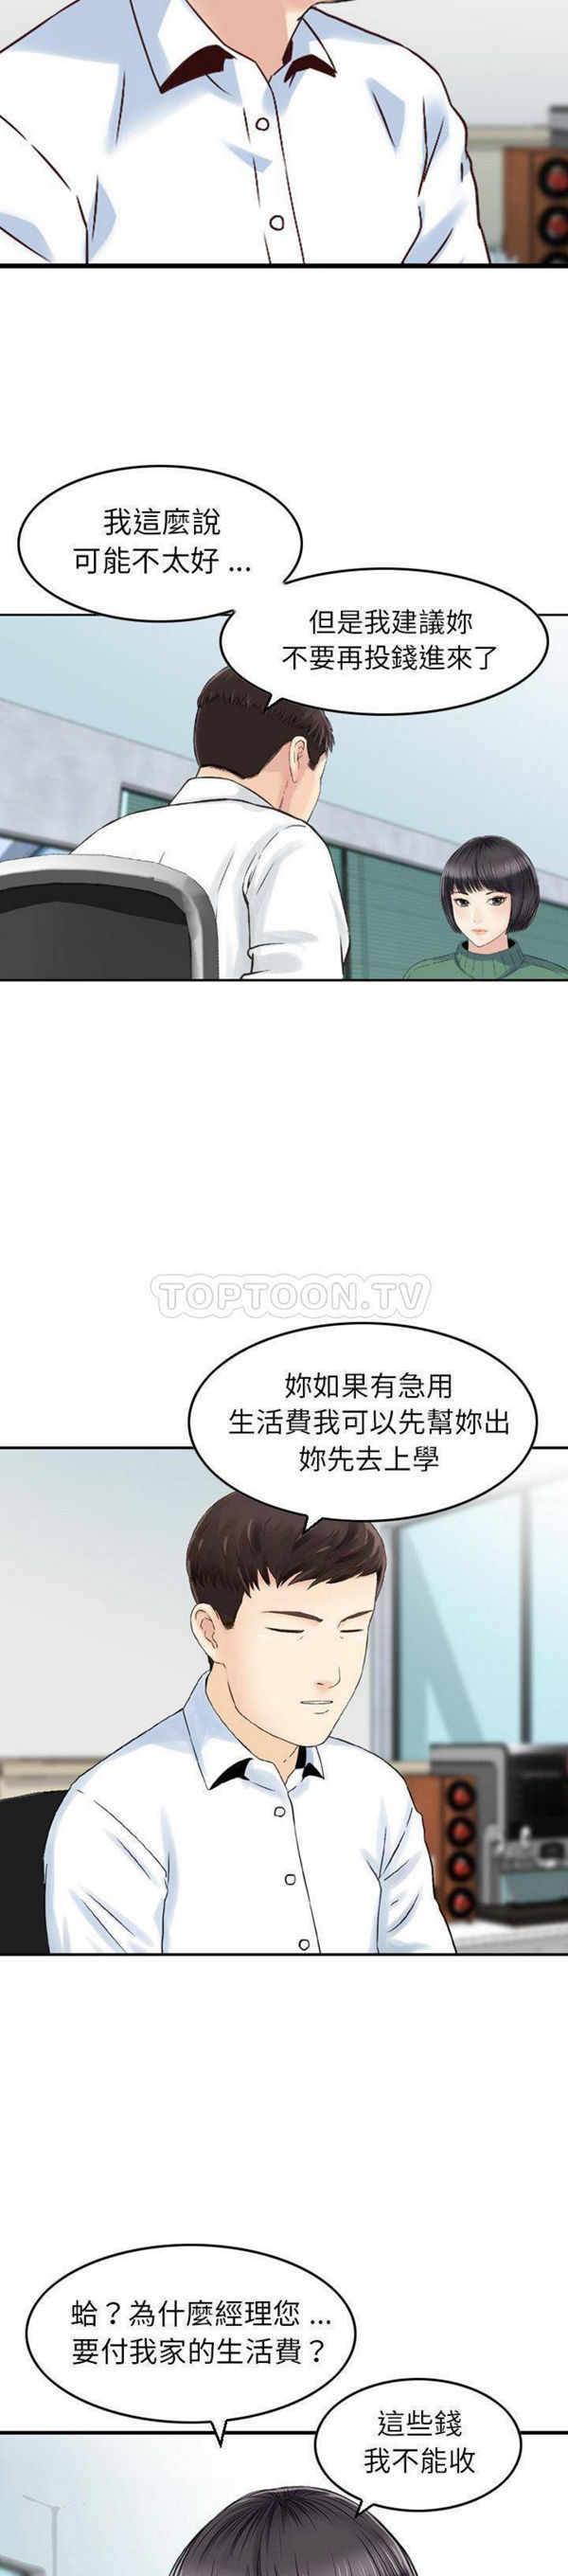 我這麼說
可能不太好 ...
但是我建議妳
不要再投錢進來了
TOPTOON.TV
妳如果有急用
生活費我可以先幫妳出
妳先去上學
蛤？為什麼經理您 ...
要付我家的生活費？
這些錢
我不能收